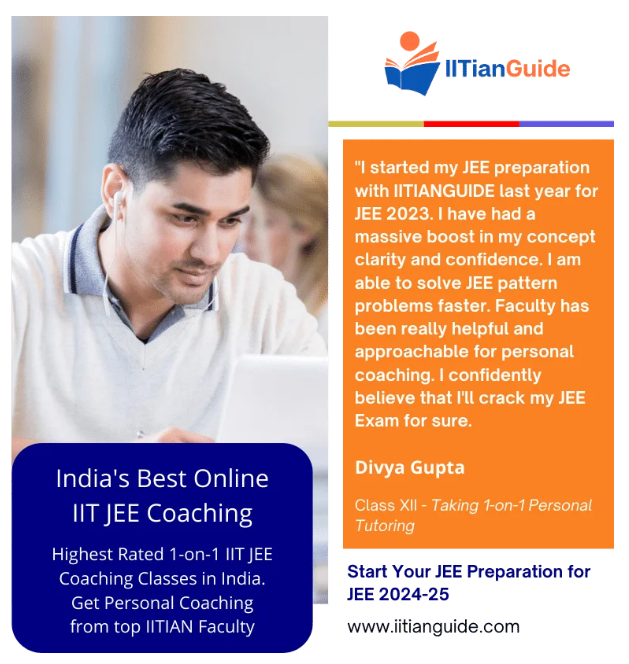 IITianGuide
"I started my JEE preparation
with IITIANGUIDE last year for
JEE 2023. I have had a
massive boost in my concept
clarity and confidence. I am
able to solve JEE pattern
problems faster. Faculty has
been really helpful and
approachable for personal
coaching. I confidently
believe that I'll crack my JEE
Exam for sure.
Divya Gupta
Class XII - Taking 1-on-1 Personal
Tutoring
India's Best Online
IIT JEE Coaching
Highest Rated 1-on-1 IIT JEE
Coaching Classes in India.
Get Personal Coaching
from top IITIAN Faculty
Start Your JEE Preparation for
JEE 2024-25
www.iitianguide.com